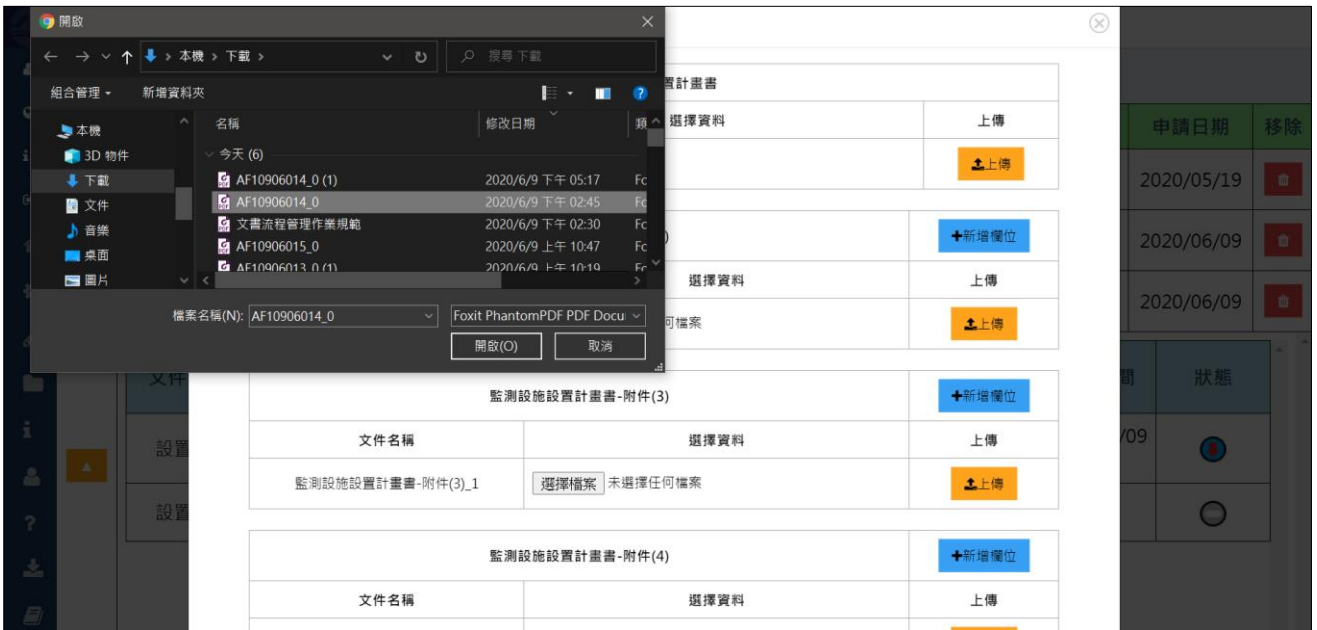 開啟
本機 › 下載 ›
搜尋 下載
組合管理
新增資料夾
本機
3D 物件
下載
文件
音樂
桌面
圖片
名稱 修改日期 類
今天 (6)
AF10906014_0 (1) 2020/6/9 下午 05:17 Fc
AF10906014_0 2020/6/9 下午 02:45 Fc
文書流程管理作業規範 2020/6/9 下午 02:30 Fc
AF10906015_0 2020/6/9 上午 10:47 Fc
AF10906013_0 (1) 2020/6/9 上午 10:19 Fc
檔案名稱(N): AF10906014_0 Foxit PhantomPDF PDF Docu
開啟(O) 取消
置計畫書
選擇資料 上傳
上傳
新增欄位
選擇資料 上傳
何檔案 上傳
監測設施設置計畫書-附件(3) 新增欄位
文件名稱 選擇資料 上傳
監測設施設置計畫書-附件(3)_1 選擇檔案 未選擇任何檔案 上傳
監測設施設置計畫書-附件(4) 新增欄位
文件名稱 選擇資料 上傳
申請日期 移除
2020/05/19
2020/06/09
2020/06/09
文件 間 狀態
設置 /09
設置